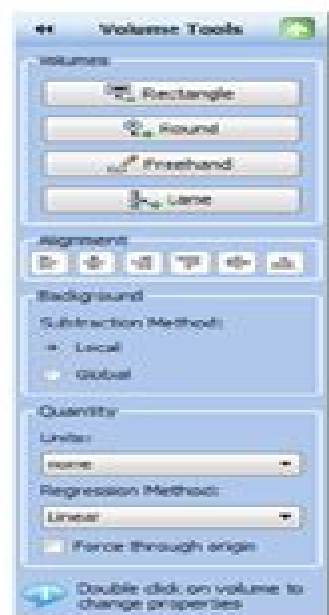 Volume Tools
Volumes
Rectangle
Round
Freehand
Lane
Alignment
Background
Subtraction Method:
Local
Global
Quantity
Units:
none
Regression Method:
Linear
Force through origin
Double click on volume to
change properties